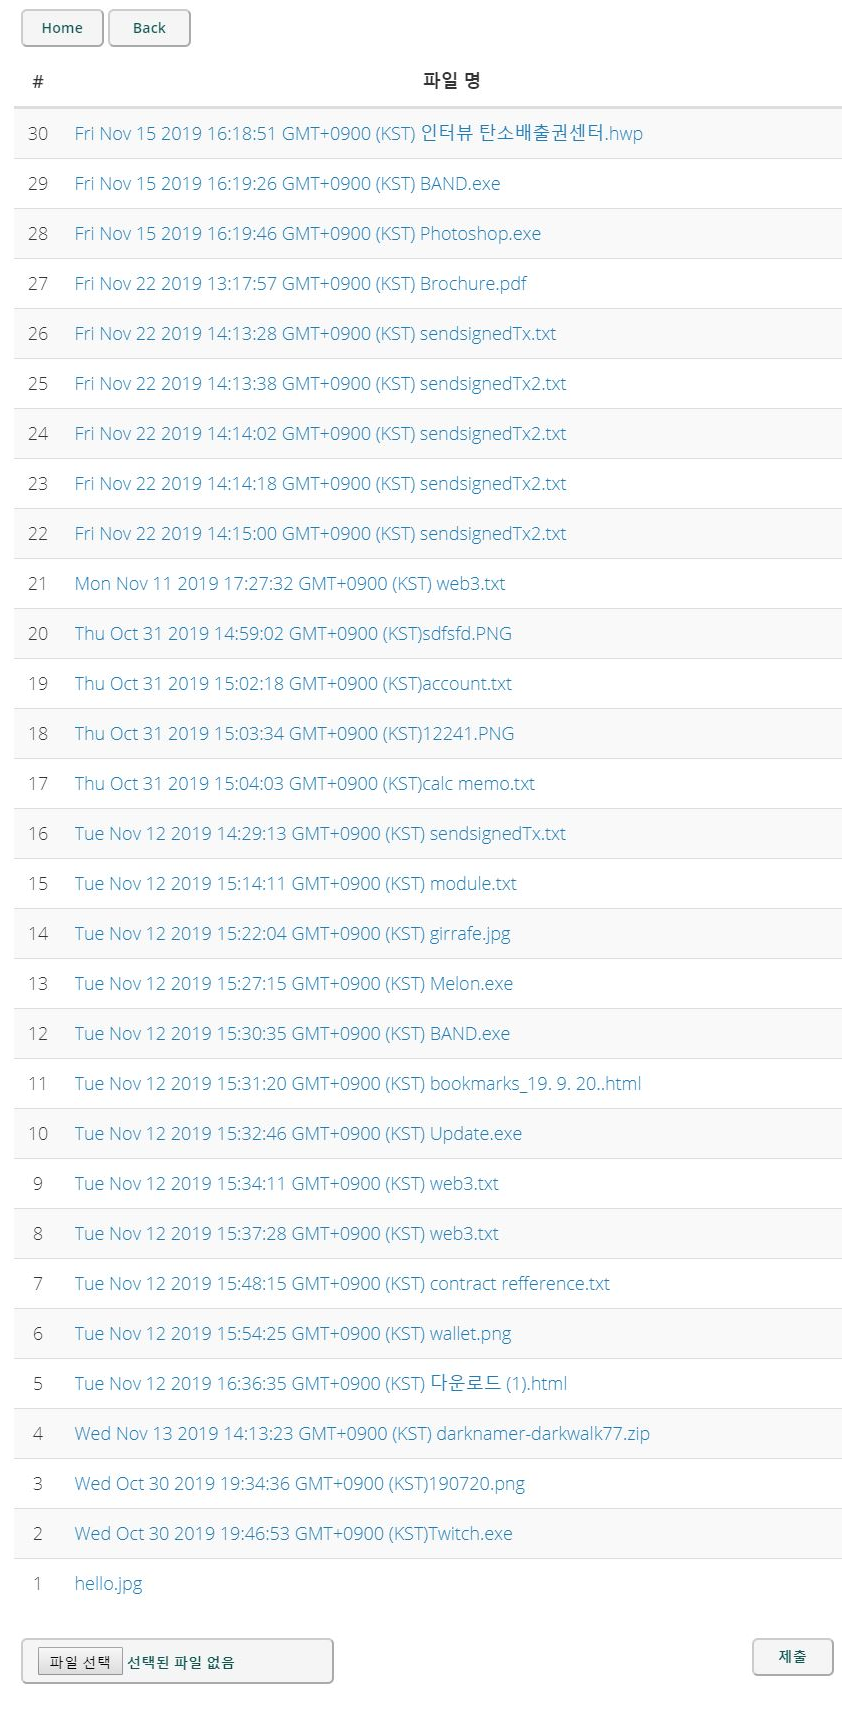 Home Back
# 파일 명
30 Fri Nov 15 2019 16:18:51 GMT+0900 (KST) 인터뷰 탄소배출권센터.hwp
29 Fri Nov 15 2019 16:19:26 GMT+0900 (KST) BAND.exe
28 Fri Nov 15 2019 16:19:46 GMT+0900 (KST) Photoshop.exe
27 Fri Nov 22 2019 13:17:57 GMT+0900 (KST) Brochure.pdf
26 Fri Nov 22 2019 14:13:28 GMT+0900 (KST) sendsignedTx.txt
25 Fri Nov 22 2019 14:13:38 GMT+0900 (KST) sendsignedTx2.txt
24 Fri Nov 22 2019 14:14:02 GMT+0900 (KST) sendsignedTx2.txt
23 Fri Nov 22 2019 14:14:18 GMT+0900 (KST) sendsignedTx2.txt
22 Fri Nov 22 2019 14:15:00 GMT+0900 (KST) sendsignedTx2.txt
21 Mon Nov 11 2019 17:27:32 GMT+0900 (KST) web3.txt
20 Thu Oct 31 2019 14:59:02 GMT+0900 (KST)sdfsfd.PNG
19 Thu Oct 31 2019 15:02:18 GMT+0900 (KST)account.txt
18 Thu Oct 31 2019 15:03:34 GMT+0900 (KST)12241.PNG
17 Thu Oct 31 2019 15:04:03 GMT+0900 (KST)calc memo.txt
16 Tue Nov 12 2019 14:29:13 GMT+0900 (KST) sendsignedTx.txt
15 Tue Nov 12 2019 15:14:11 GMT+0900 (KST) module.txt
14 Tue Nov 12 2019 15:22:04 GMT+0900 (KST) girrafe.jpg
13 Tue Nov 12 2019 15:27:15 GMT+0900 (KST) Melon.exe
12 Tue Nov 12 2019 15:30:35 GMT+0900 (KST) BAND.exe
11 Tue Nov 12 2019 15:31:20 GMT+0900 (KST) bookmarks_19. 9. 20..html
10 Tue Nov 12 2019 15:32:46 GMT+0900 (KST) Update.exe
9 Tue Nov 12 2019 15:34:11 GMT+0900 (KST) web3.txt
8 Tue Nov 12 2019 15:37:28 GMT+0900 (KST) web3.txt
7 Tue Nov 12 2019 15:48:15 GMT+0900 (KST) contract refference.txt
6 Tue Nov 12 2019 15:54:25 GMT+0900 (KST) wallet.png
5 Tue Nov 12 2019 16:36:35 GMT+0900 (KST) 다운로드 (1).html
4 Wed Nov 13 2019 14:13:23 GMT+0900 (KST) darknamer-darkwalk77.zip
3 Wed Oct 30 2019 19:34:36 GMT+0900 (KST)190720.png
2 Wed Oct 30 2019 19:46:53 GMT+0900 (KST)Twitch.exe
1 hello.jpg
파일 선택 선택된 파일 없음 제출